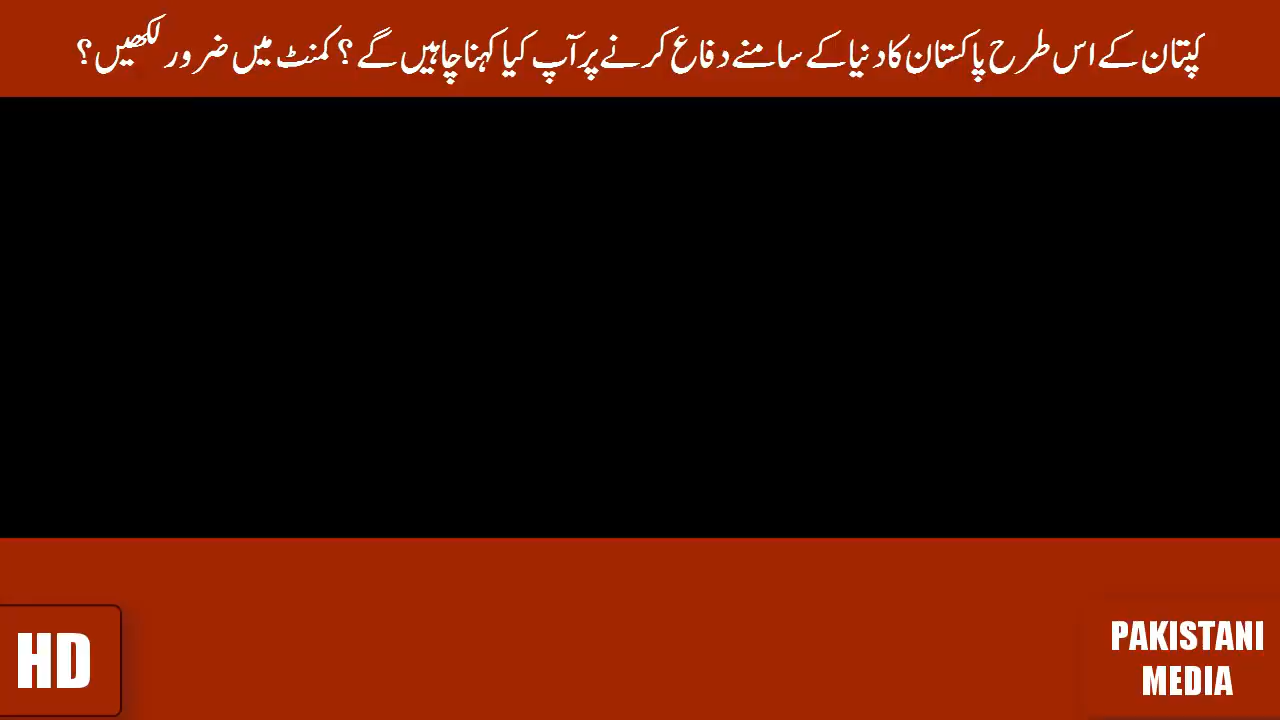 کپتان کے اس طرح پاکستان کا دنیا کے سامنے دفاع کرنے پر آپ کیا کہنا چاہیں گے ؟ کمنٹ میں ضرور لکھیں ؟
HD
PAKISTANI
MEDIA